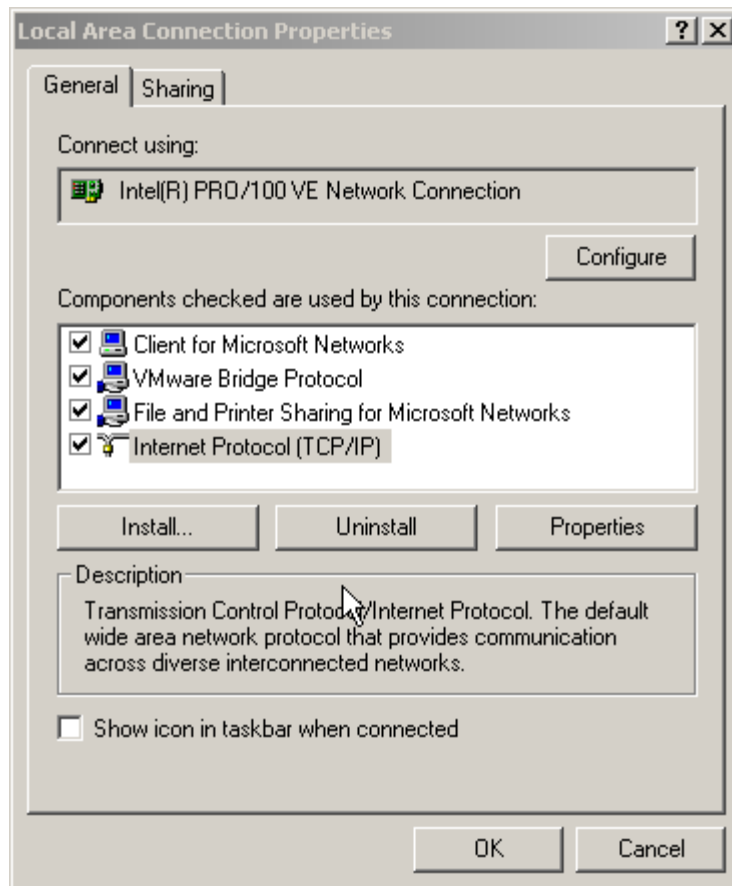 Local Area Connection Properties
General
Sharing
Connect using:
Intel(R) PRO/100 VE Network Connection
Configure
Components checked are used by this connection:
Client for Microsoft Networks
VMware Bridge Protocol
File and Printer Sharing for Microsoft Networks
Internet Protocol (TCP/IP)
Install...
Uninstall
Properties
Description
Transmission Control Protocol/Internet Protocol. The default
wide area network protocol that provides communication
across diverse interconnected networks.
Show icon in taskbar when connected
OK
Cancel